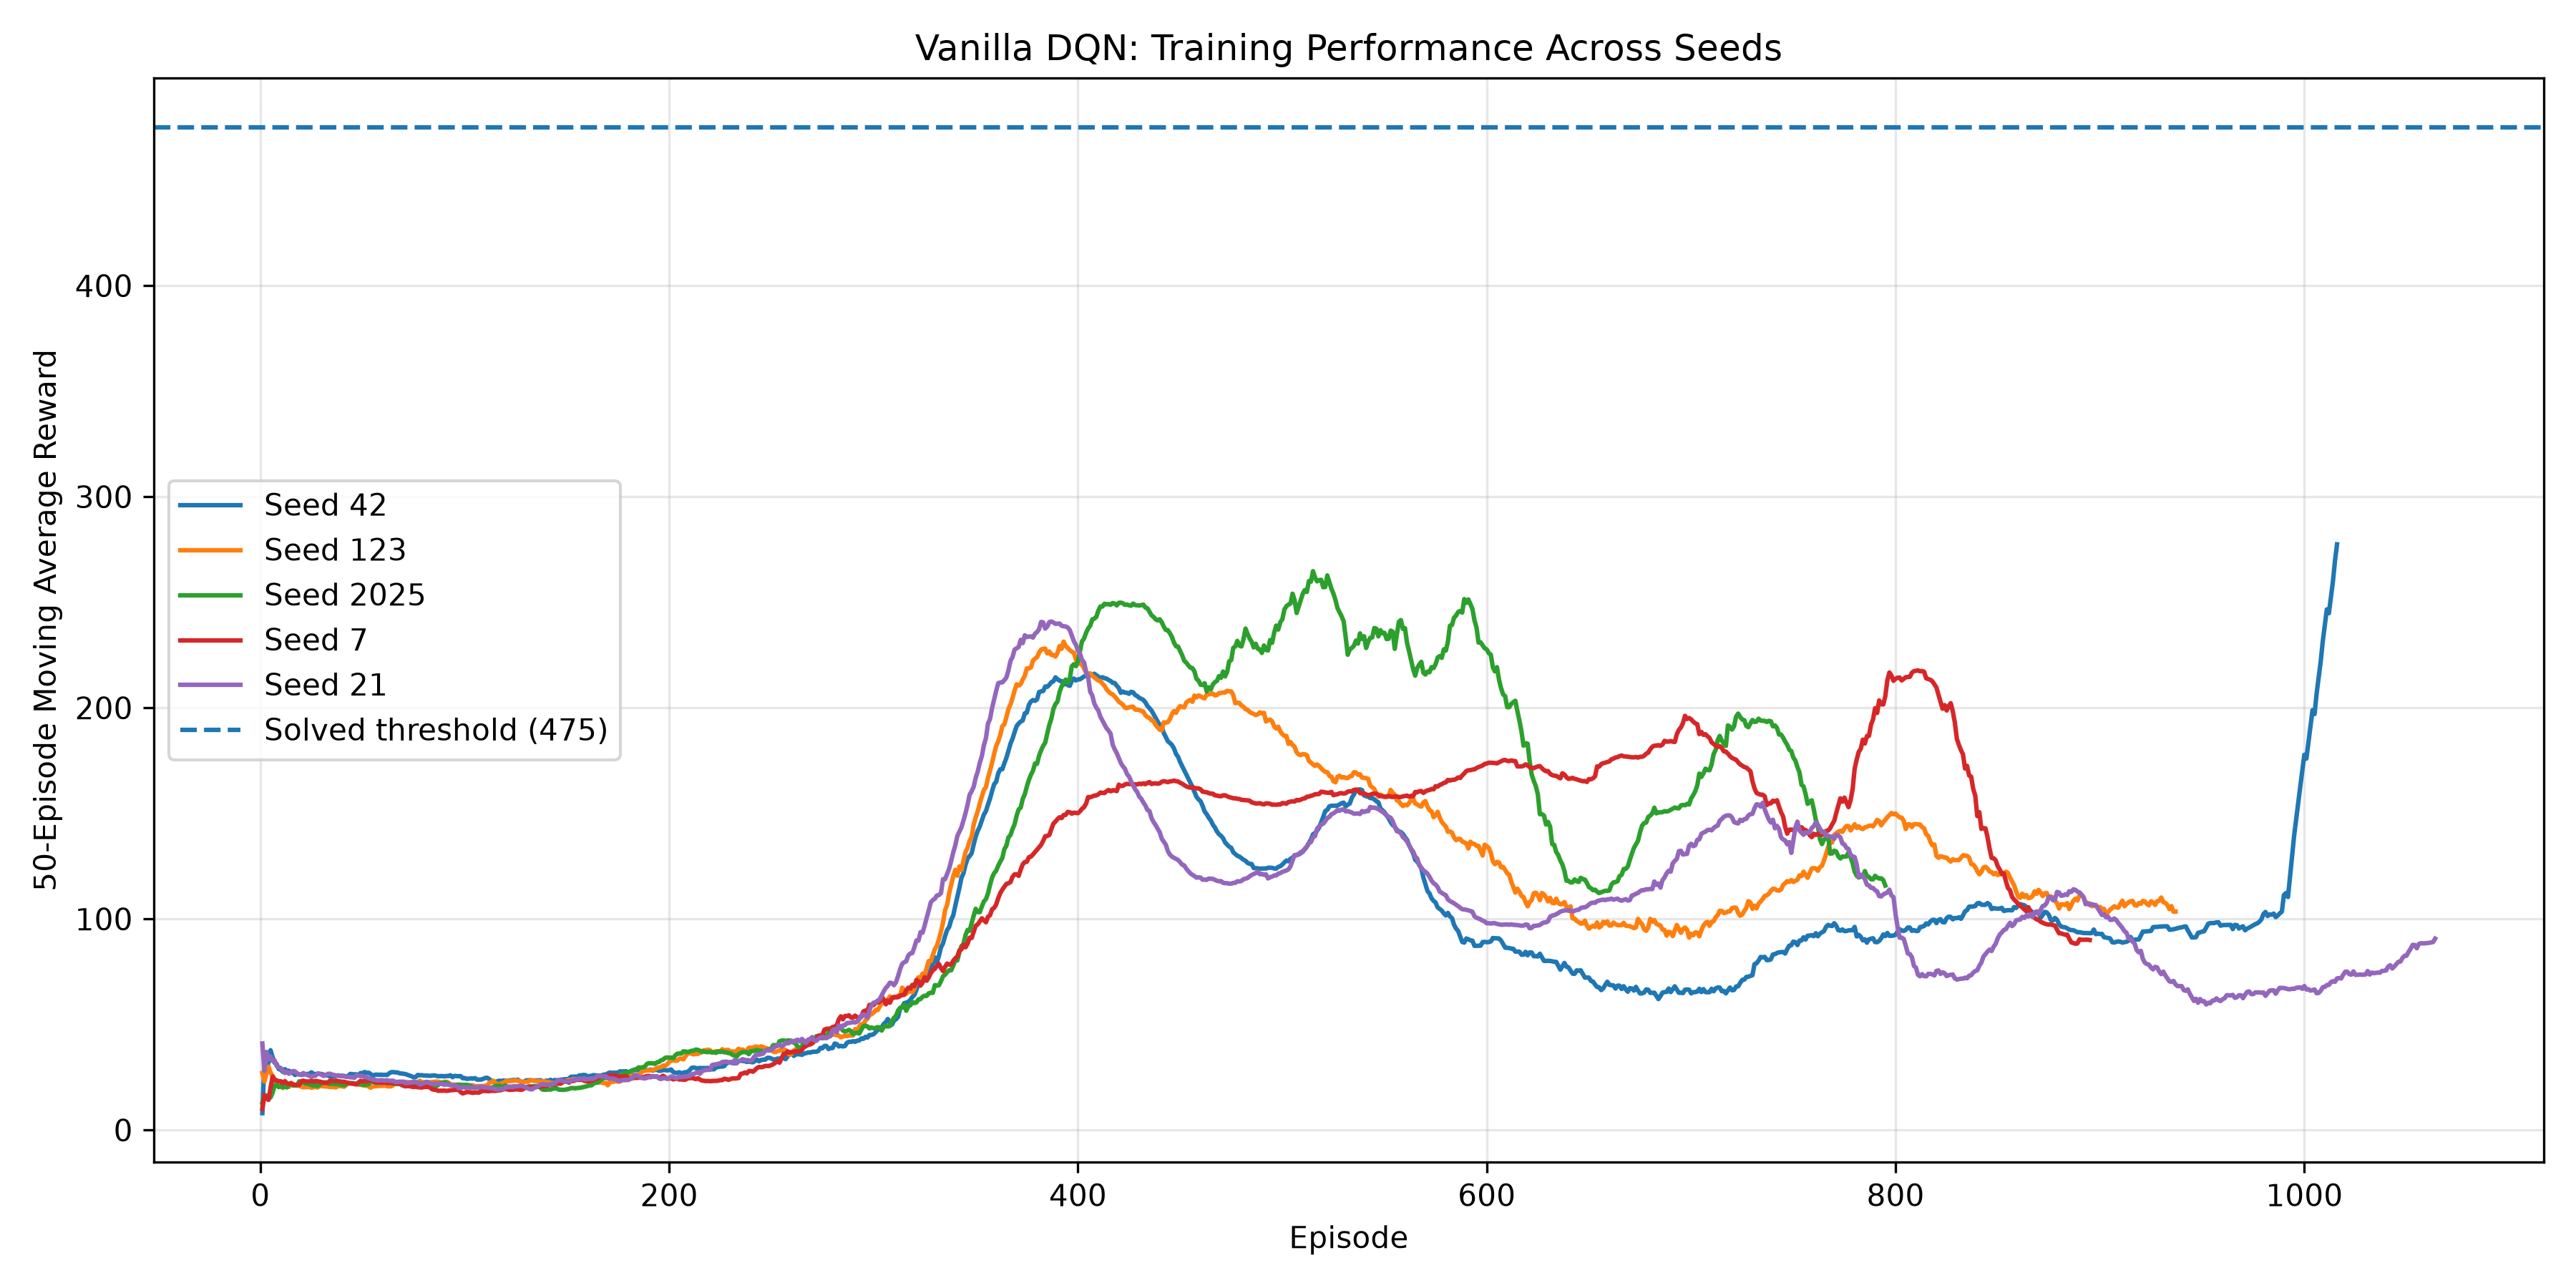 Vanilla DQN: Training Performance Across Seeds
50-Episode Moving Average Reward
400
300
200
100
0
Seed 42
Seed 123
Seed 2025
Seed 7
Seed 21
Solved threshold (475)
0 200 400 600 800 1000
Episode